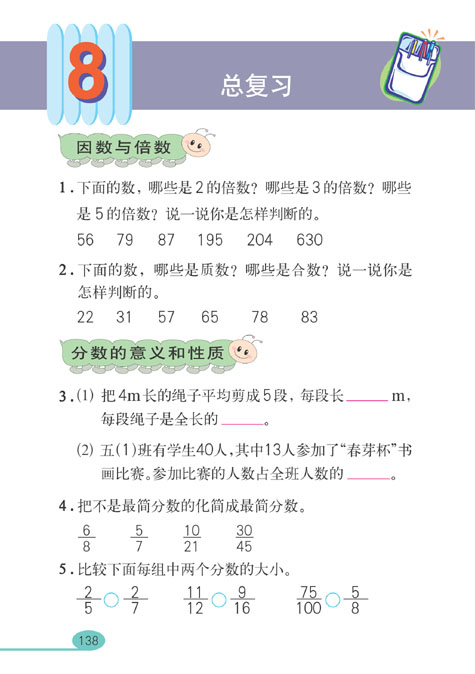 8
总复习
因数与倍数
1.下面的数，哪些是2的倍数？哪些是3的倍数？哪些
是5的倍数？说一说你是怎样判断的。
56 79 87 195 204 630
2.下面的数，哪些是质数？哪些是合数？说一说你是
怎样判断的。
22 31 57 65 78 83
分数的意义和性质
3.(1) 把4m长的绳子平均剪成5段，每段长______m，
每段绳子是全长的______。
(2) 五(1)班有学生40人，其中13人参加了“春芽杯”书
画比赛。参加比赛的人数占全班人数的______。
4.把不是最简分数的化简成最简分数。
6/8 5/7 10/21 30/45
5.比较下面每组中两个分数的大小。
2/5 ○ 2/7 11/12 ○ 9/16 75/100 ○ 5/8
138